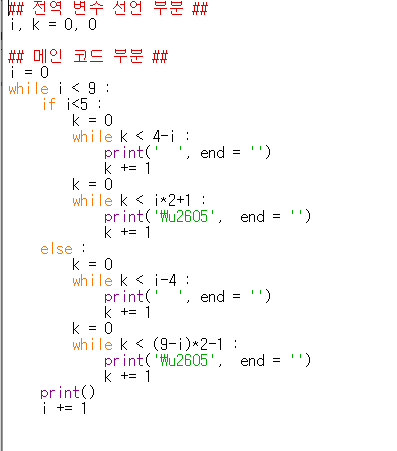 ## 전역 변수 선언 부분 ##
i, k = 0, 0

## 메인 코드 부분 ##
i = 0
while i < 9 :
    if i<5 :
        k = 0
        while k < 4-i :
            print('  ', end = '')
            k += 1
        k = 0
        while k < i*2+1 :
            print('₩u2605',  end = '')
            k += 1
    else :
        k = 0
        while k < i-4 :
            print('  ', end = '')
            k += 1
        k = 0
        while k < (9-i)*2-1 :
            print('₩u2605',  end = '')
            k += 1
    print()
    i += 1